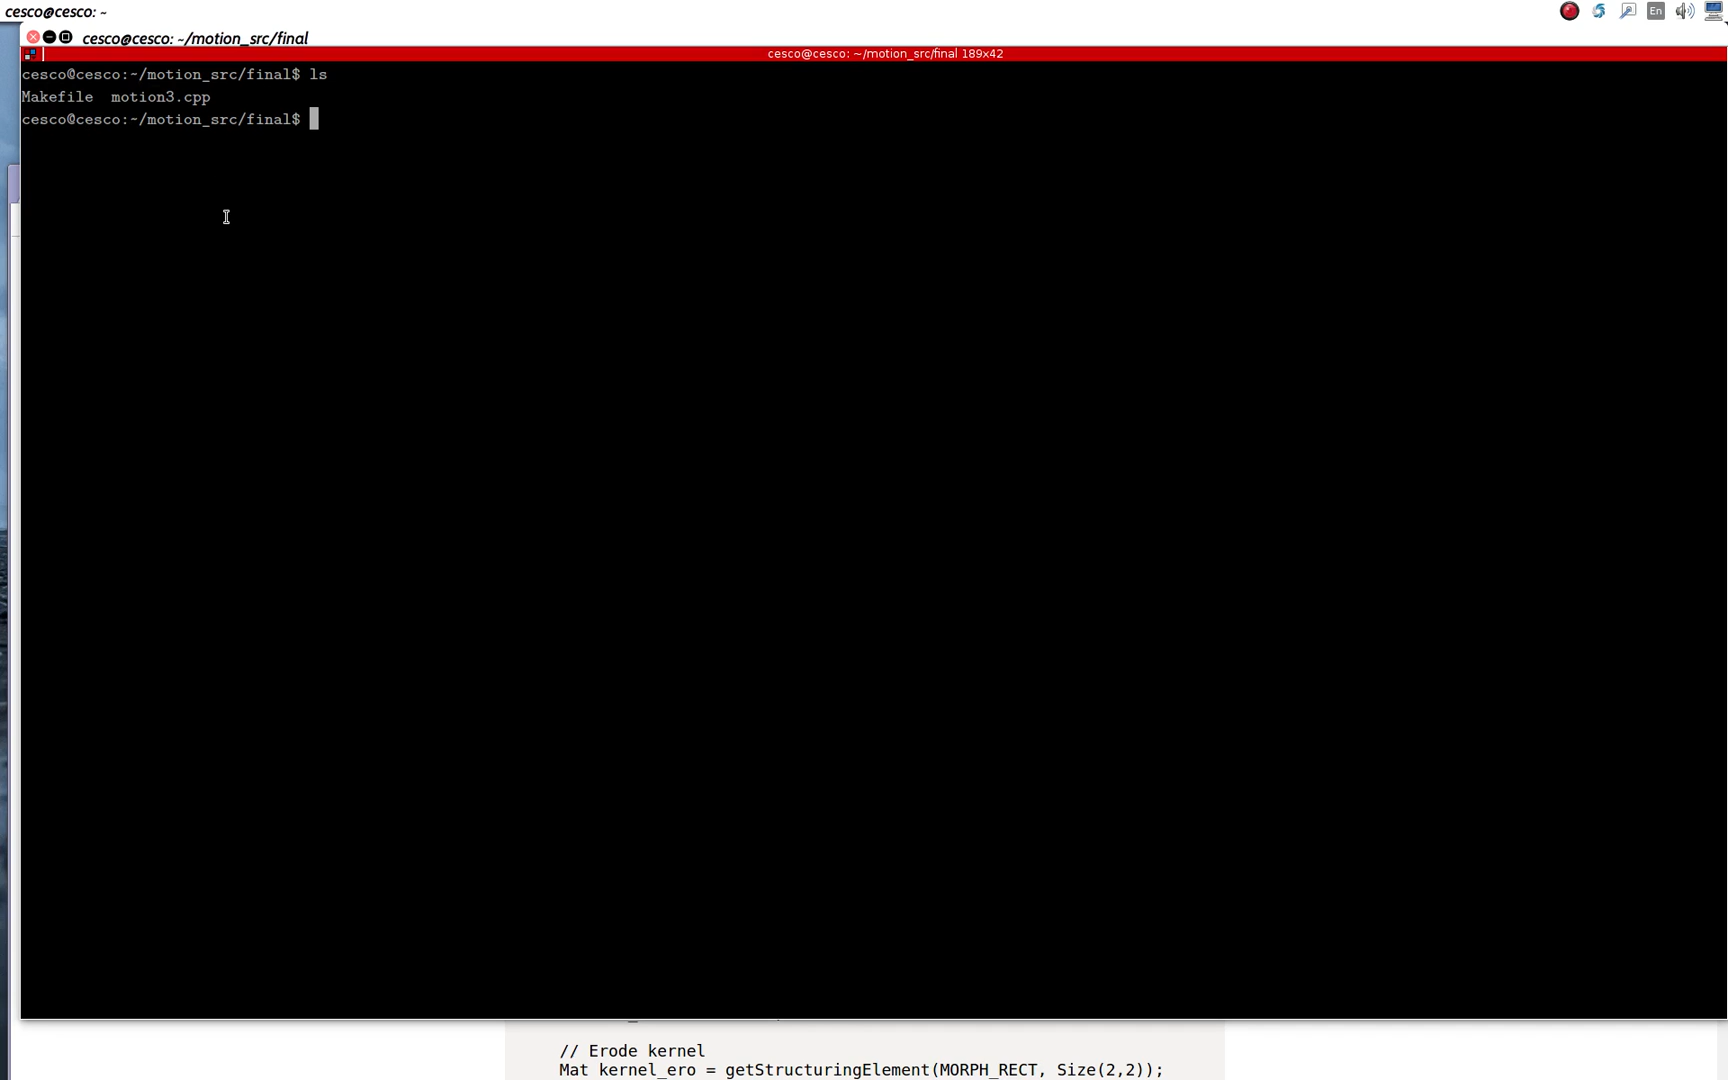 cesco@cesco: ~
cesco@cesco: ~/motion_src/final
cesco@cesco: ~/motion_src/final 189x42
cesco@cesco:~/motion_src/final$ ls
Makefile  motion3.cpp
cesco@cesco:~/motion_src/final$
// Erode kernel
Mat kernel_ero = getStructuringElement(MORPH_RECT, Size(2,2));
En